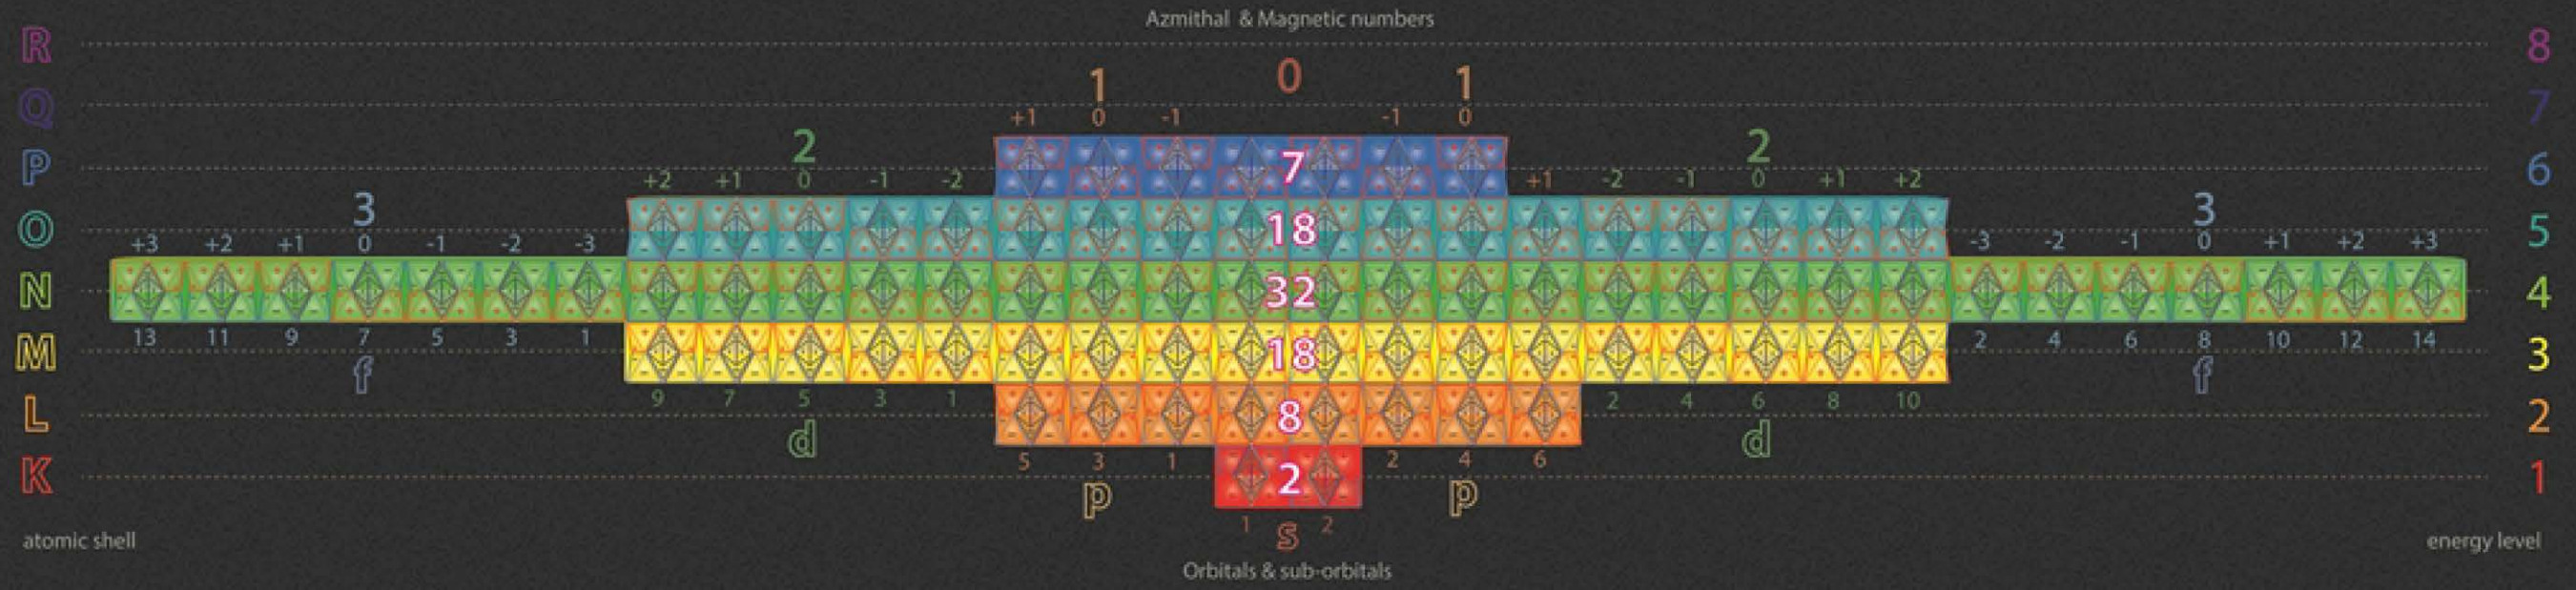 Azmithal & Magnetic numbers
R 8
1 0 1
Q 7
+1 0 -1 -1 0
2 2
P 7 6
+2 +1 0 -1 -2 +1 -2 -1 0 +1 +2
3 3
O 18 5
+3 +2 +1 0 -1 -2 -3 -3 -2 -1 0 +1 +2 +3
N 32 4
13 11 9 7 5 3 1 2 4 6 8 10 12 14
M 18 3
f f
9 7 5 3 1 2 4 6 8 10
L 8 2
d d
5 3 1 2 4 6
K 2 1
p p
1 s 2
atomic shell energy level
Orbitals & sub-orbitals